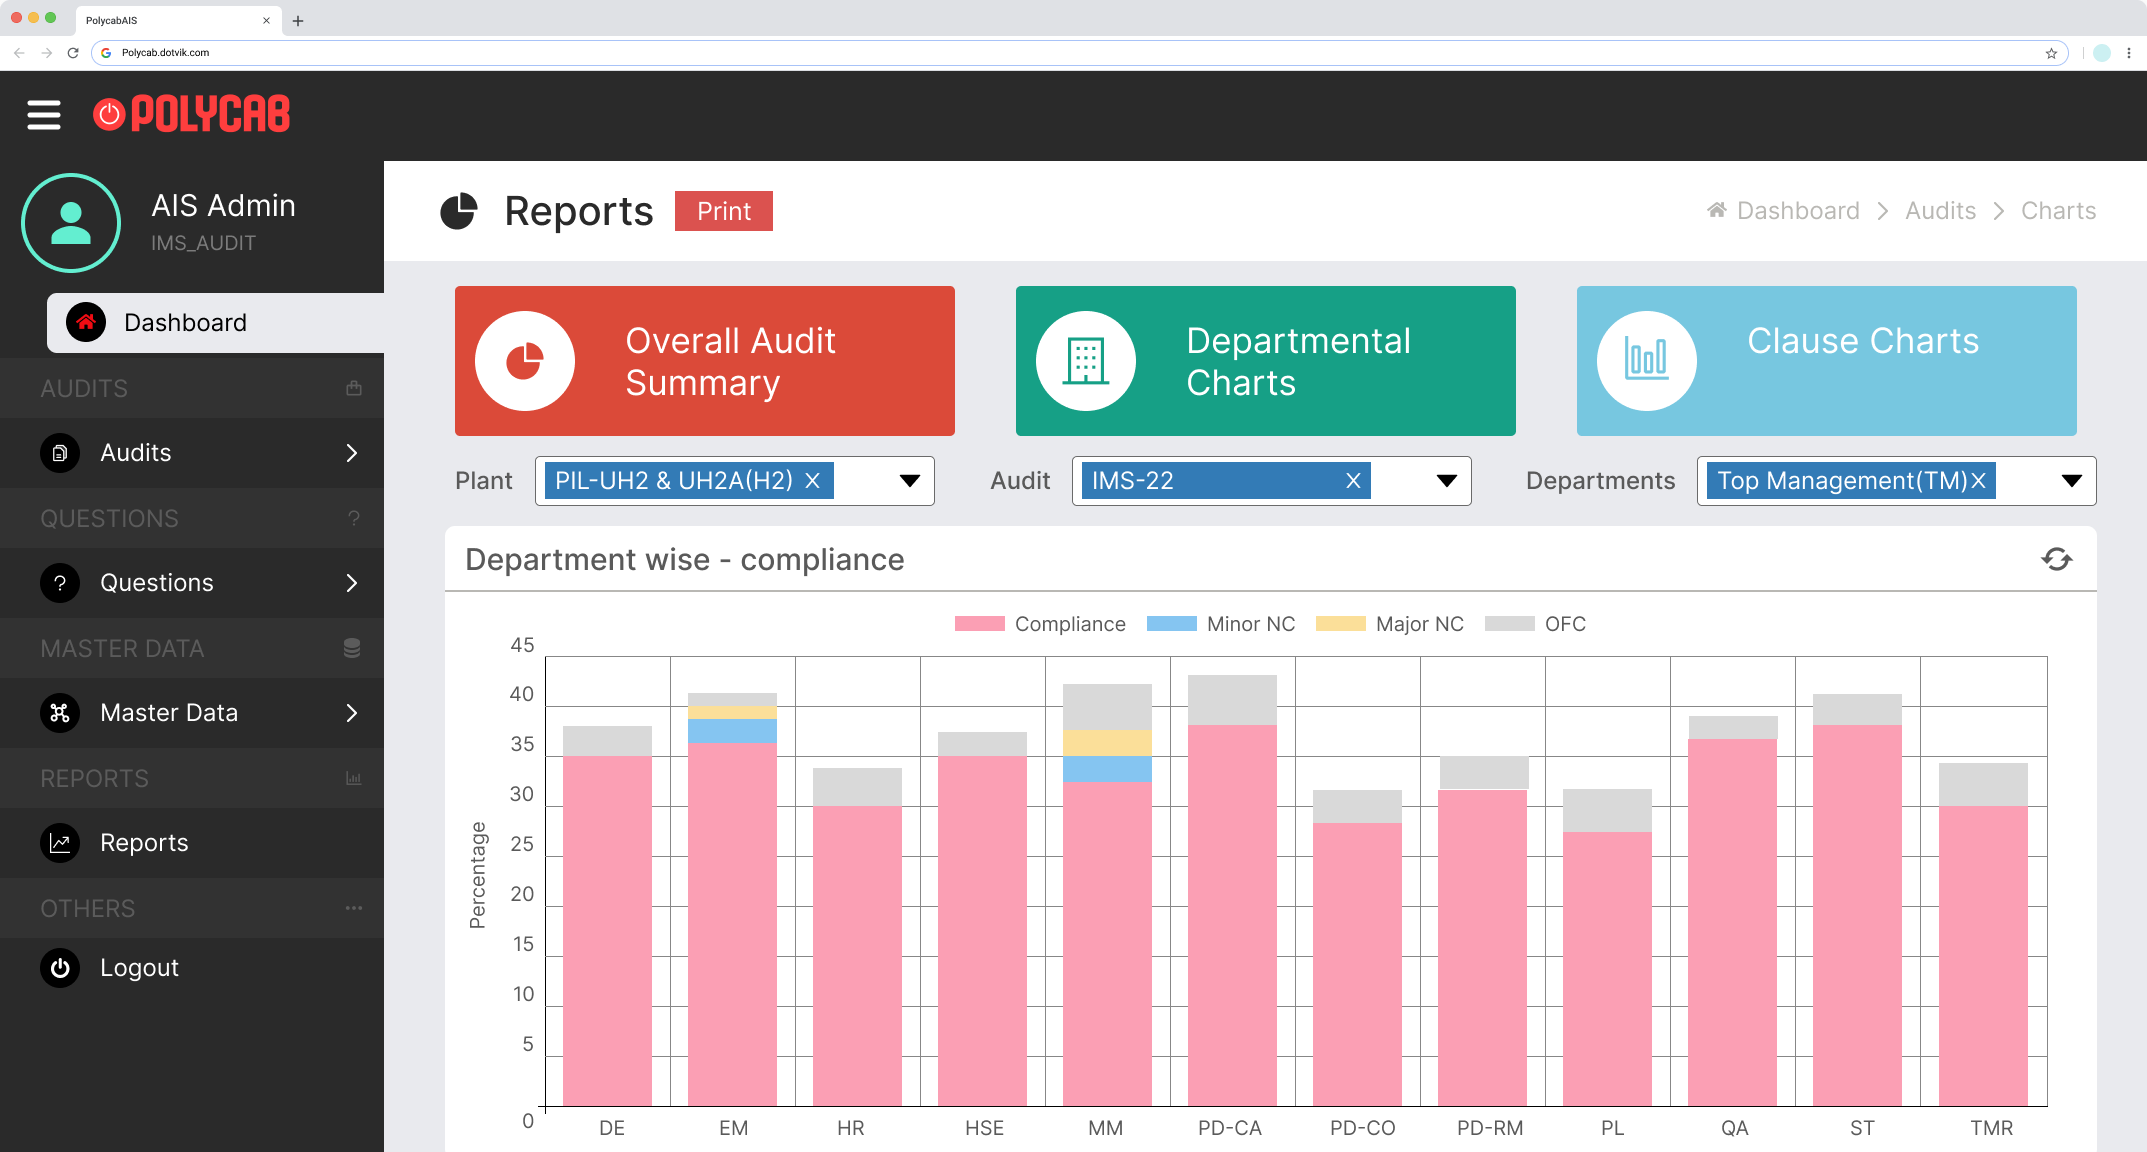 PolycabAIS
Polycab.dotvik.com
POLYCAB
AIS Admin
IMS_AUDIT
Dashboard
AUDITS
Audits
QUESTIONS
?
?
Questions
MASTER DATA
Master Data
REPORTS
Reports
OTHERS
Logout
Reports
Print
Dashboard > Audits > Charts
Overall Audit
Summary
Departmental
Charts
Clause Charts
Plant
PIL-UH2 & UH2A(H2) X
Audit
IMS-22 X
Departments
Top Management(TM)X
Department wise - compliance
Compliance Minor NC Major NC OFC
Percentage
45
40
35
30
25
20
15
10
5
0
DE EM HR HSE MM PD-CA PD-CO PD-RM PL QA ST TMR